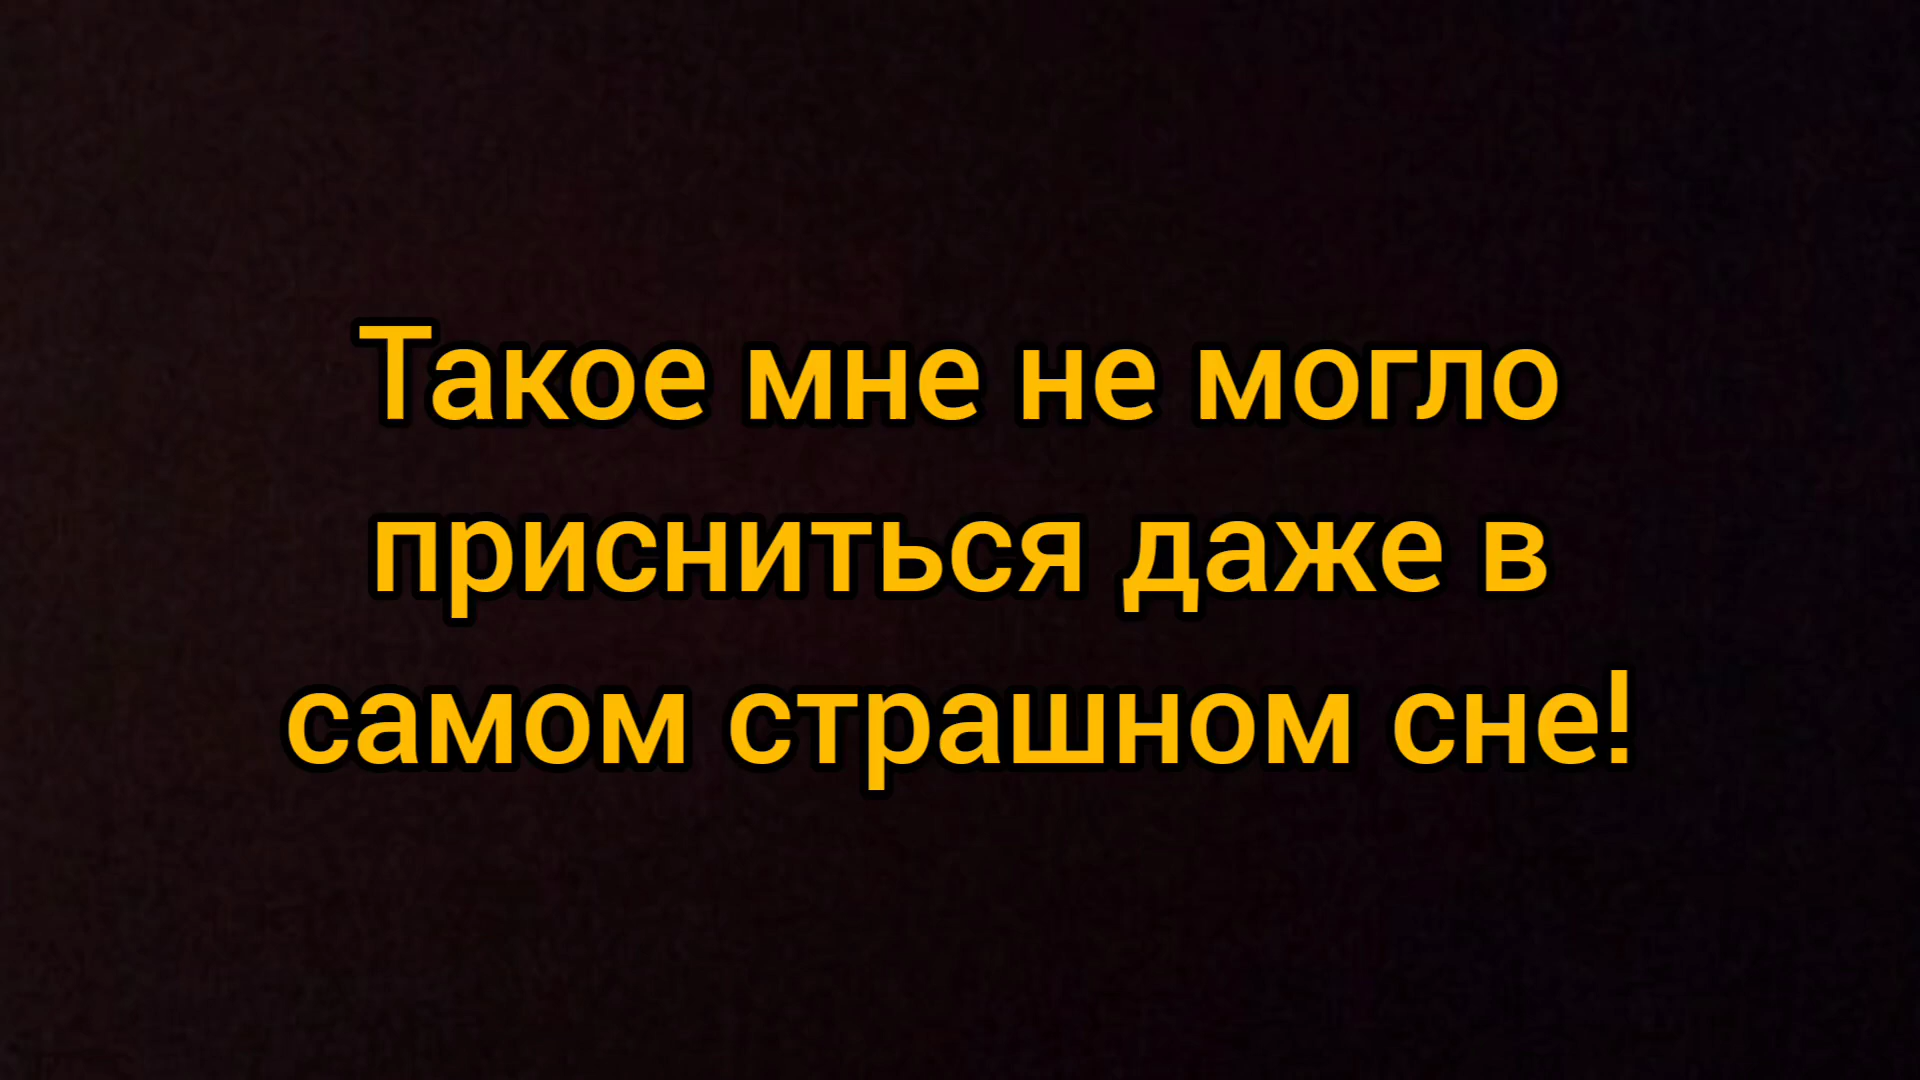 Такое мне не могло
присниться даже в
самом страшном сне!